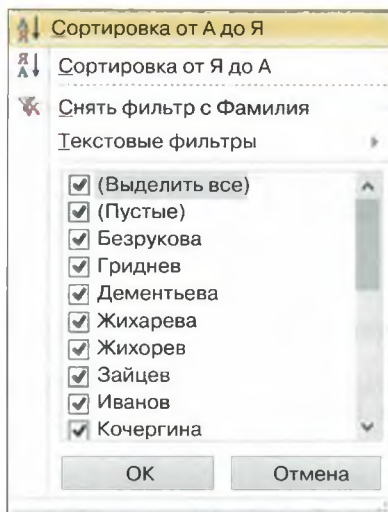 Сортировка от А до Я
Сортировка от Я до А
Снять фильтр с Фамилия
Текстовые фильтры
(Выделить все)
(Пустые)
Безрукова
Гриднев
Дементьева
Жихарева
Жихорев
Зайцев
Иванов
Кочергина
ОК
Отмена